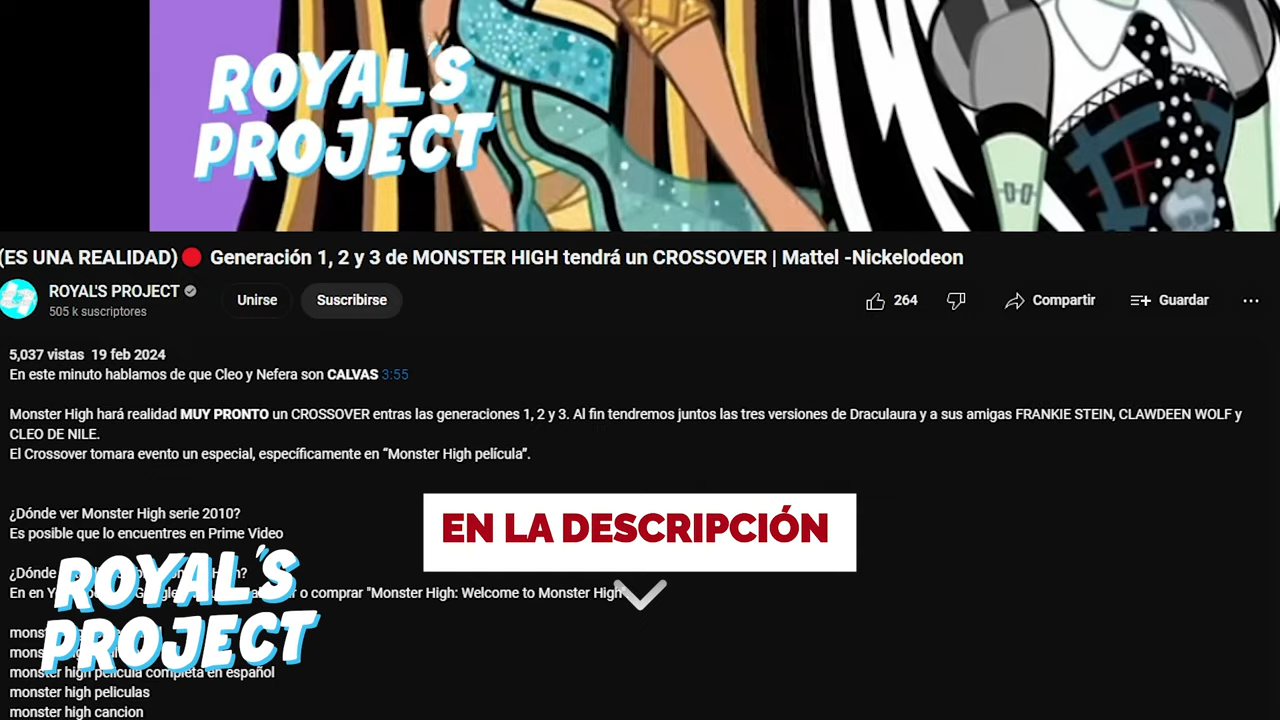 ROYAL'S
PROJECT
(ES UNA REALIDAD) Generación 1, 2 y 3 de MONSTER HIGH tendrá un CROSSOVER | Mattel -Nickelodeon
ROYAL'S PROJECT
505 k suscriptores
Unirse
Suscribirse
264
Compartir
Guardar
5,037 vistas 19 feb 2024
En este minuto hablamos de que Cleo y Nefera son CALVAS 3:55
Monster High hará realidad MUY PRONTO un CROSSOVER entras las generaciones 1, 2 y 3. Al fin tendremos juntos las tres versiones de Draculaura y a sus amigas FRANKIE STEIN, CLAWDEEN WOLF y
CLEO DE NILE.
El Crossover tomara evento un especial, específicamente en “Monster High película”.
¿Dónde ver Monster High serie 2010?
Es posible que lo encuentres en Prime Video
EN LA DESCRIPCIÓN
¿Dónde
En en o comprar "Monster High: Welcome to Monster High"
ROYAL'S
PROJECT
monster high pelicula completa en español
monster high peliculas
monster high cancion